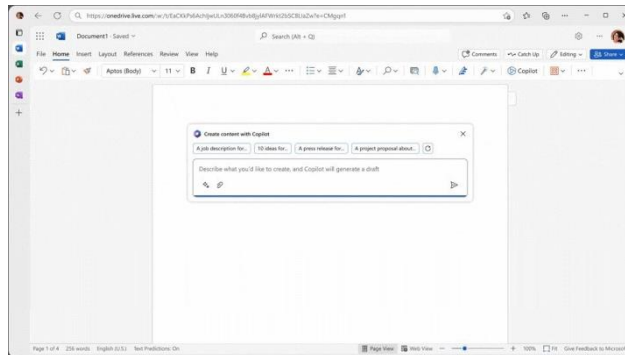 https://onedrive.live.com
Document1 - Saved
Search (Alt + Q)
File Home Insert Layout References Review View Help
Comments Catch Up Editing Share
Aptos (Body) 11 B I U Copilot
Create content with Copilot
A job description for... 10 ideas for... A press release for... A project proposal about...
Describe what you'd like to create, and Copilot will generate a draft
Page 1 of 4 256 words English (U.S.) Text Predictions: On Page View Web View 100% Fit Give Feedback to Microsoft